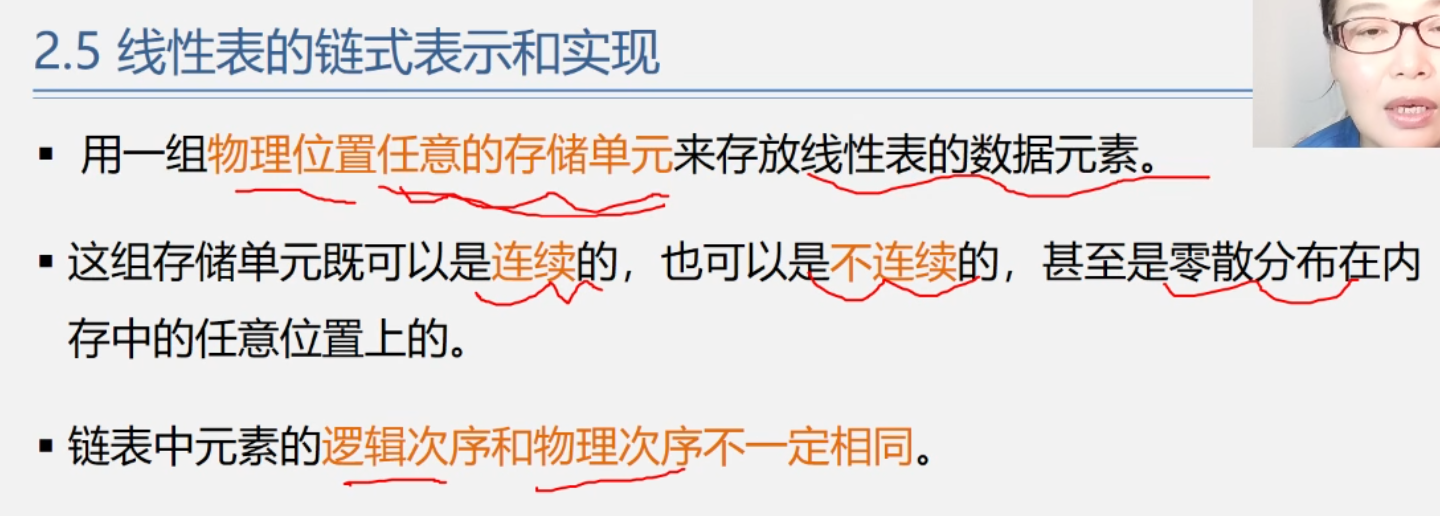 2.5 线性表的链式表示和实现
▪ 用一组物理位置任意的存储单元来存放线性表的数据元素。
▪ 这组存储单元既可以是连续的，也可以是不连续的，甚至是零散分布在内
存中的任意位置上的。
▪ 链表中元素的逻辑次序和物理次序不一定相同。